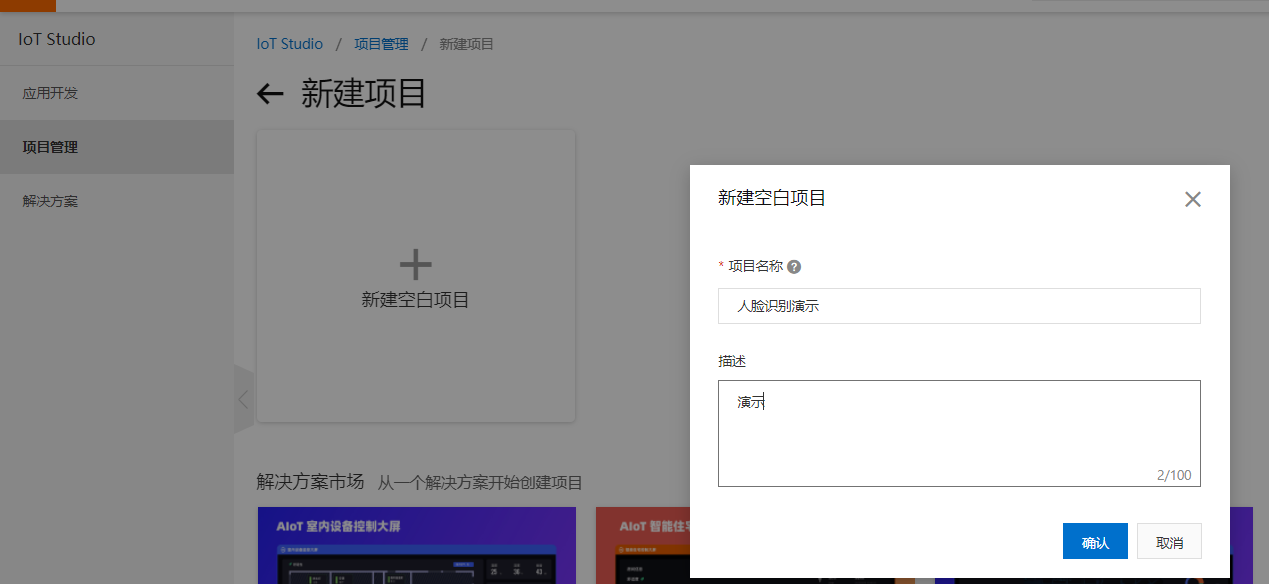 IoT Studio
应用开发
项目管理
解决方案
IoT Studio / 项目管理 / 新建项目
新建项目
新建空白项目
解决方案市场 从一个解决方案开始创建项目
AIoT 室内设备控制大屏
AIoT 智能住
新建空白项目
* 项目名称 ?
人脸识别演示
描述
演示
2/100
确认 取消